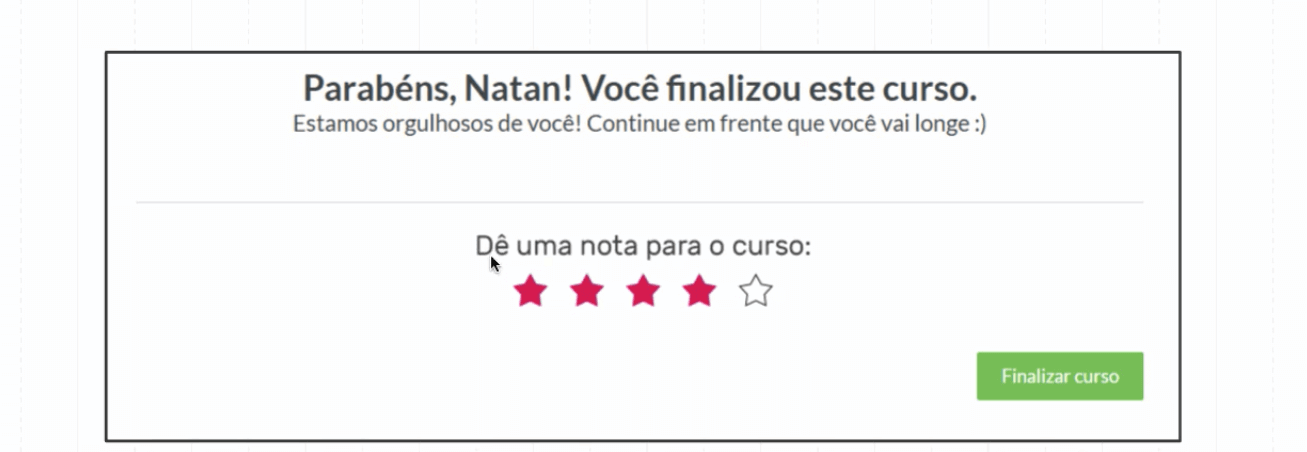 Parabéns, Natan! Você finalizou este curso.
Estamos orgulhosos de você! Continue em frente que você vai longe :)
Dê uma nota para o curso:
Finalizar curso